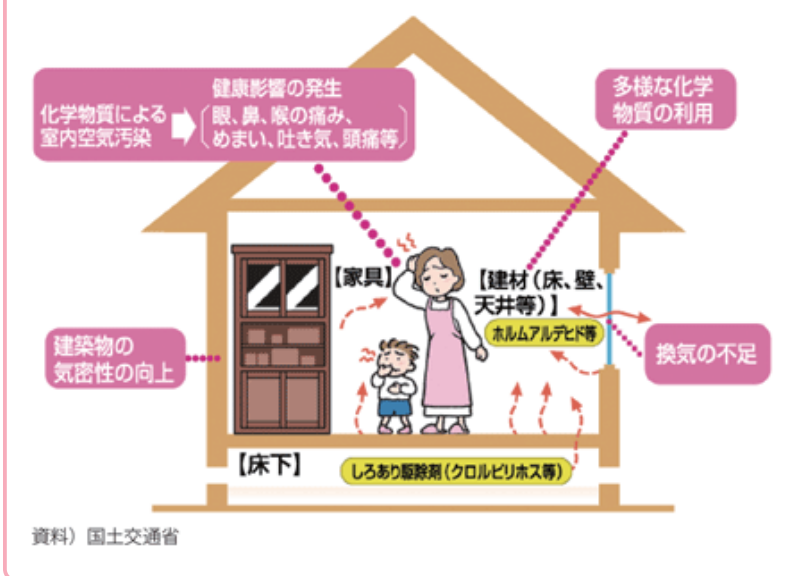 健康影響の発生
化学物質による
室内空気汚染
眼、鼻、喉の痛み、
めまい、吐き気、頭痛等
多様な化学
物質の利用
【家具】
【建材（床、壁、
天井等）】
ホルムアルデヒド等
建築物の
気密性の向上
換気の不足
【床下】
しろあり駆除剤（クロルピリホス等）
資料）国土交通省